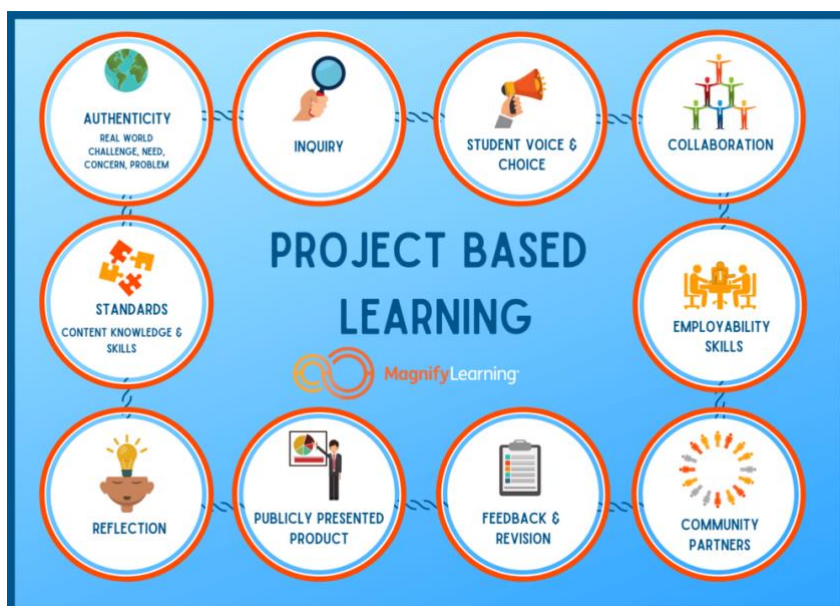 AUTHENTICITY
REAL WORLD
CHALLENGE, NEED,
CONCERN, PROBLEM
INQUIRY
STUDENT VOICE &
CHOICE
COLLABORATION
PROJECT BASED
LEARNING
MagnifyLearning
STANDARDS
CONTENT KNOWLEDGE &
SKILLS
EMPLOYABILITY
SKILLS
REFLECTION
PUBLICLY PRESENTED
PRODUCT
FEEDBACK &
REVISION
COMMUNITY
PARTNERS